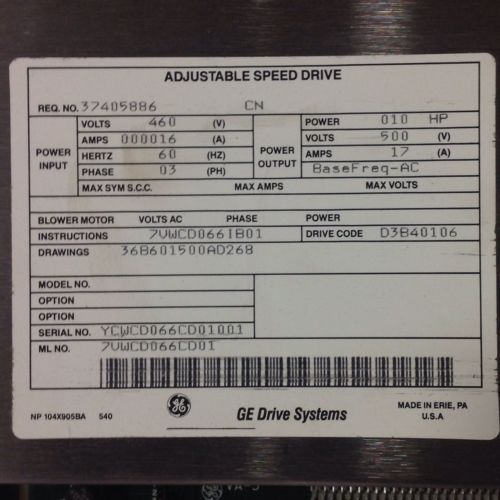 ADJUSTABLE SPEED DRIVE
REQ. NO. 37405886 CN
POWER INPUT
VOLTS 460 (V)
AMPS 000016 (A)
HERTZ 60 (HZ)
PHASE 03 (PH)
POWER OUTPUT
POWER 010 HP
VOLTS 500 (V)
AMPS 17 (A)
BaseFreq-AC
MAX SYM S.C.C. MAX AMPS MAX VOLTS
BLOWER MOTOR VOLTS AC PHASE POWER
INSTRUCTIONS 7VWCD066IB01 DRIVE CODE D3B40106
DRAWINGS 36B601500AD268
MODEL NO.
OPTION
OPTION
SERIAL NO. YCWCD066CD01001
ML NO. 7VWCD066CD01
NP 104X905BA 540 GE GE Drive Systems MADE IN ERIE, PA
U.S.A.